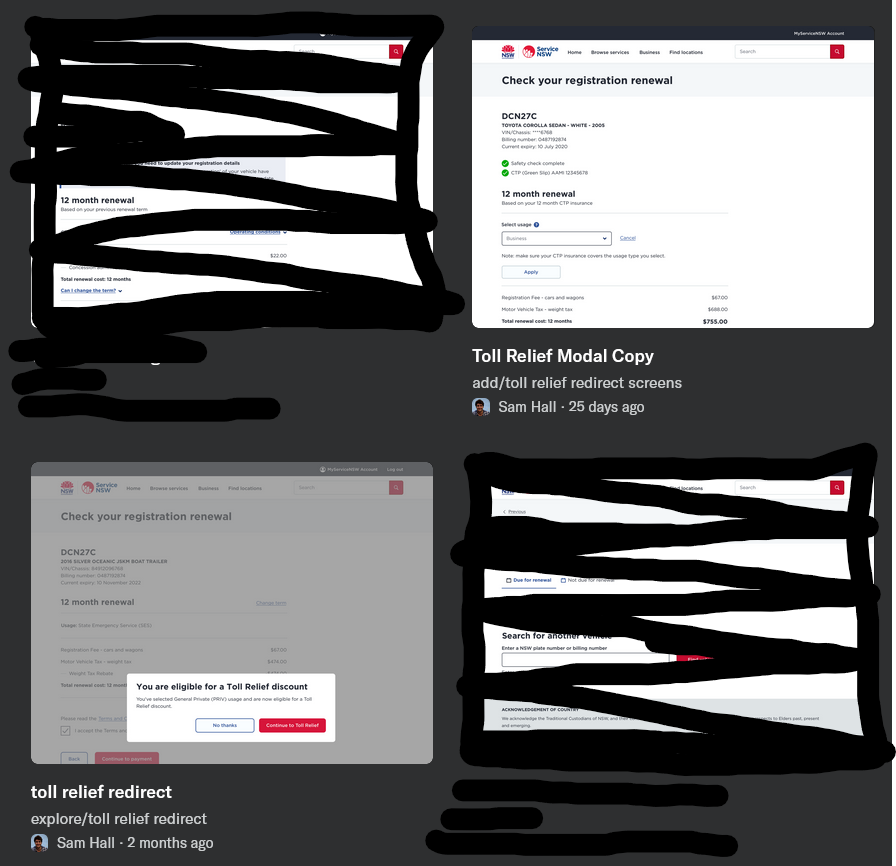 Search
need to update your registration details
of your vehicle have
12 month renewal
Based on your previous renewal term
Operating conditions
$22.00
Concession
Total renewal cost: 12 months
Can I change the term?
MyServiceNSW Account
NSW
Service NSW
Home
Browse services
Business
Find locations
Search
Check your registration renewal
DCN27C
TOYOTA COROLLA SEDAN - WHITE - 2005
VIN/Chassis: ****6768
Billing number: 0487192874
Current expiry: 10 July 2020
Safety check complete
CTP (Green Slip) AAMI 12345678
12 month renewal
Based on your 12 month CTP insurance
Select usage ?
Business
Cancel
Note: make sure your CTP insurance covers the usage type you select.
Apply
Registration Fee - cars and wagons $67.00
Motor Vehicle Tax - weight tax $688.00
Total renewal cost: 12 months $755.00
Toll Relief Modal Copy
add/toll relief redirect screens
Sam Hall · 25 days ago
MyServiceNSW Account Log out
NSW
Service NSW
Home
Browse services
Business
Find locations
Search
Check your registration renewal
DCN27C
2016 SILVER OCEANIC J5KM BOAT TRAILER
Billing number: 0487192874
Current expiry: 10 November 2022
12 month renewal
Change term
Usage: State Emergency Service (SES)
Registration Fee - cars and wagons $67.00
Motor Vehicle Tax - weight tax $474.00
Weight Tax Rebate
Total renewal cost: 12
Please read the Terms and
I accept the Terms
Back
Continue to payment
You are eligible for a Toll Relief discount
You've selected General Private (PRIV) usage and are now eligible for a Toll
Relief discount.
No thanks
Continue to Toll Relief
toll relief redirect
explore/toll relief redirect
Sam Hall · 2 months ago
Find locations
Search
Previous
Due for renewal
Not due for renewal
Search for another vehicle
Enter a NSW plate number or billing number
Find
ACKNOWLEDGEMENT OF COUNTRY
We acknowledge the Traditional Custodians of NSW and their
respects to Elders past, present
and emerging.